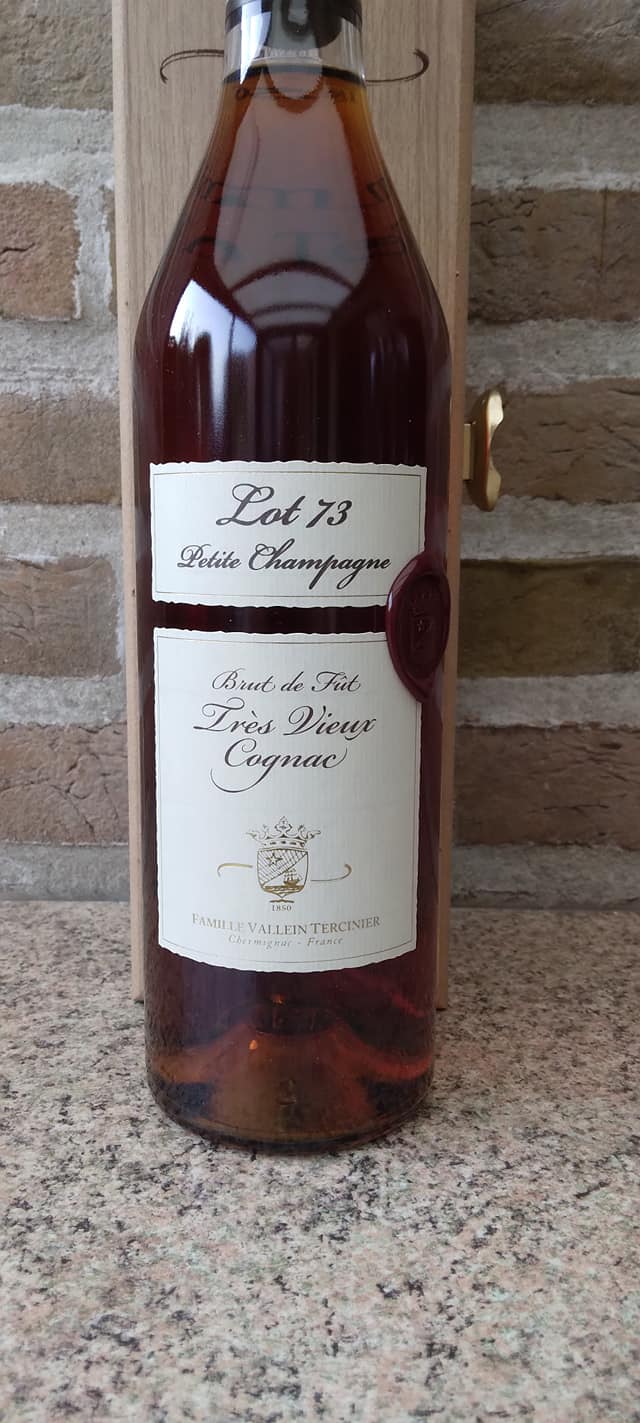 Lot 73
Petite Champagne
Brut de Fût
Très Vieux
Cognac
1850
FAMILLE VALLEIN TERCINIER
Chermignac - France